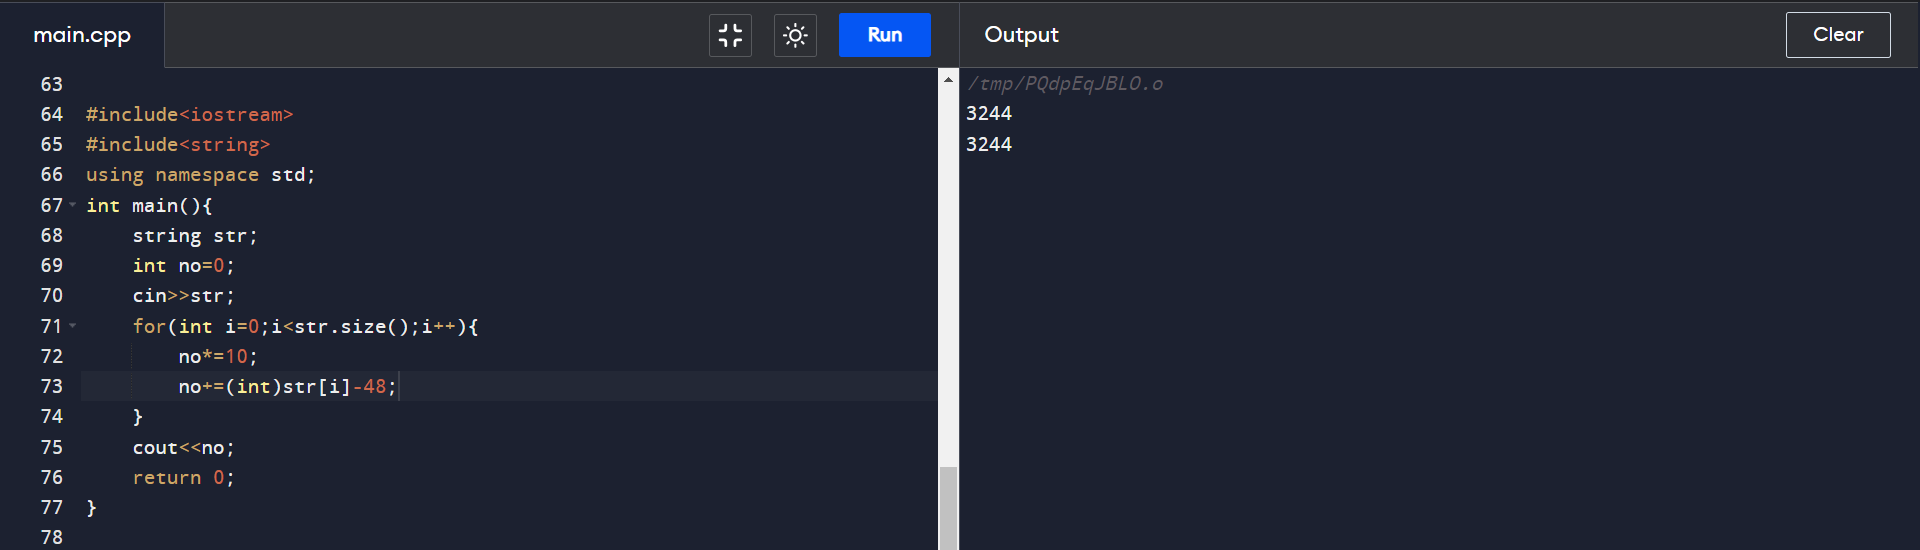 main.cpp
Run
Output
Clear
63
64 #include<iostream>
65 #include<string>
66 using namespace std;
67 int main(){
68     string str;
69     int no=0;
70     cin>>str;
71     for(int i=0;i<str.size();i++){
72         no*=10;
73         no+=(int)str[i]-48;
74     }
75     cout<<no;
76     return 0;
77 }
78
/tmp/PQdpEqJBLO.o
3244
3244